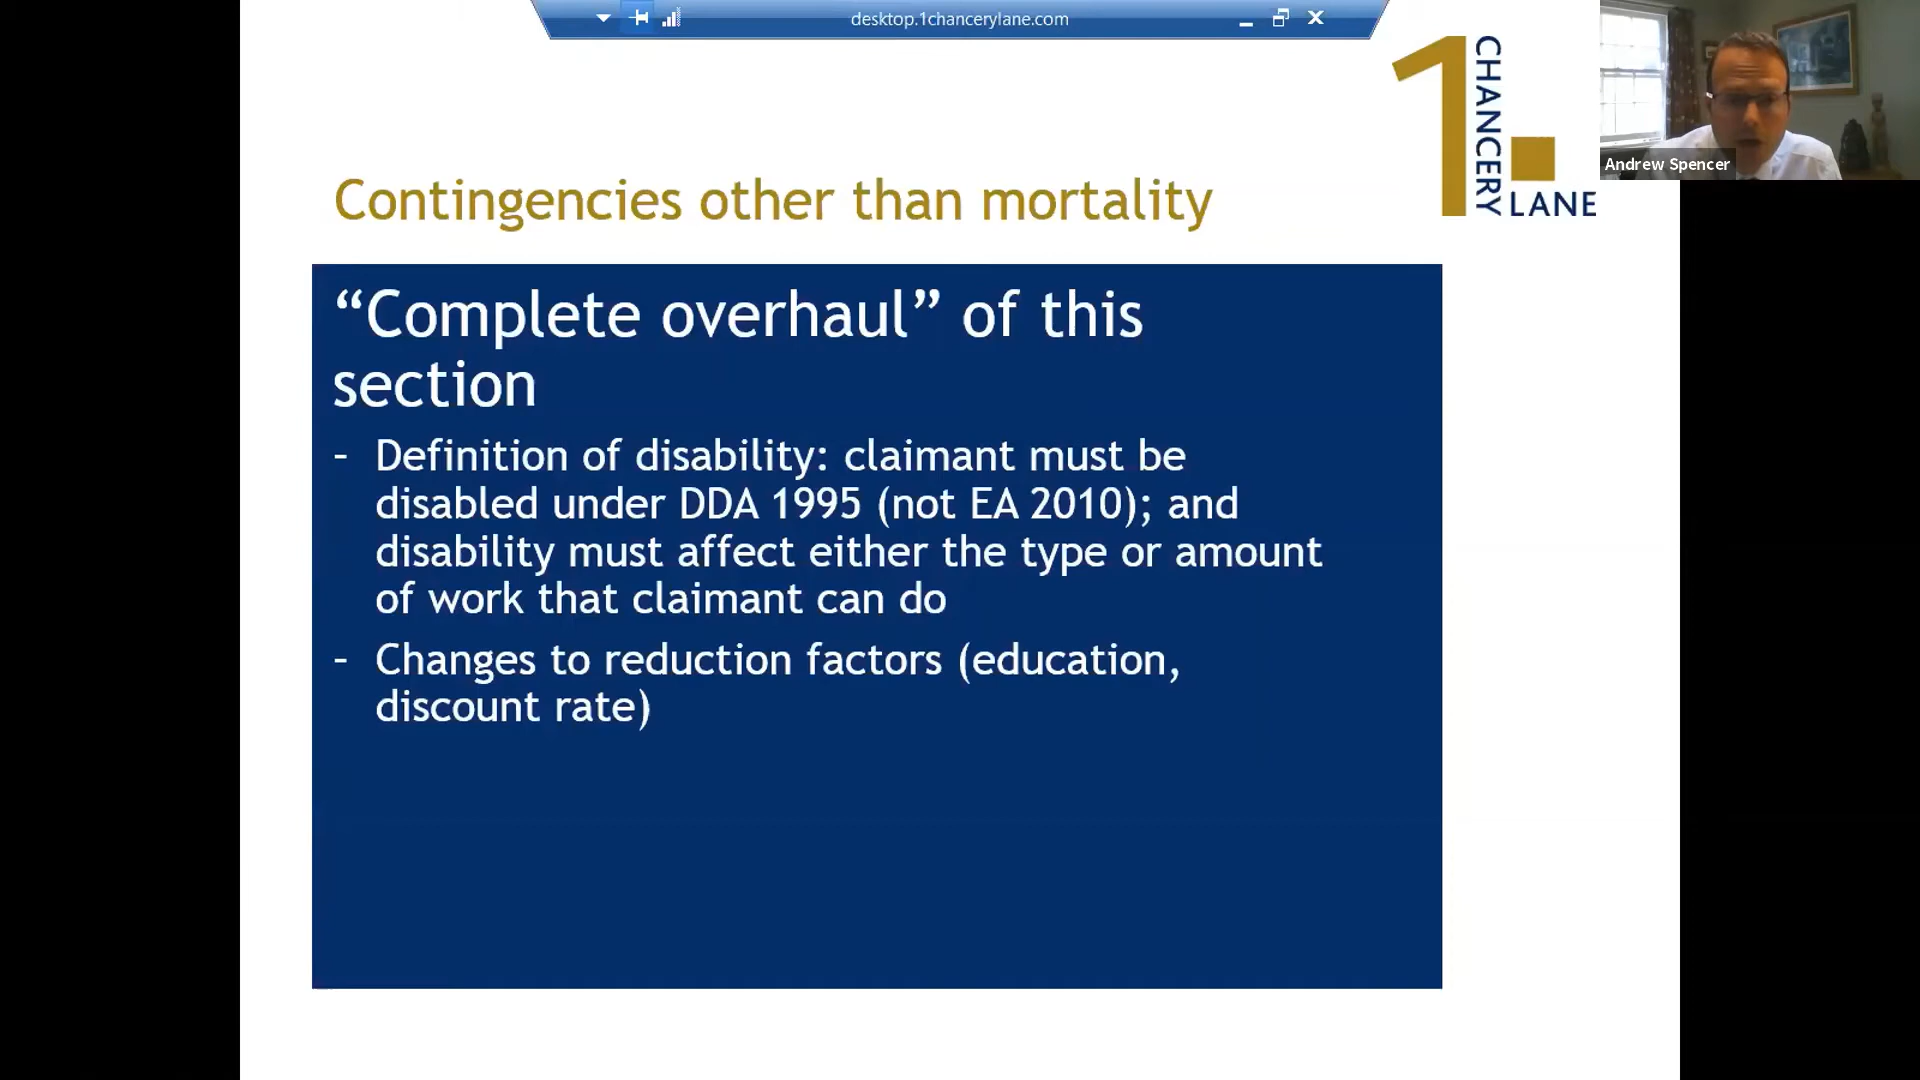 desktop.1chancerylane.com
1 CHANCERY LANE
Andrew Spencer
Contingencies other than mortality
“Complete overhaul” of this
section
- Definition of disability: claimant must be
disabled under DDA 1995 (not EA 2010); and
disability must affect either the type or amount
of work that claimant can do
- Changes to reduction factors (education,
discount rate)